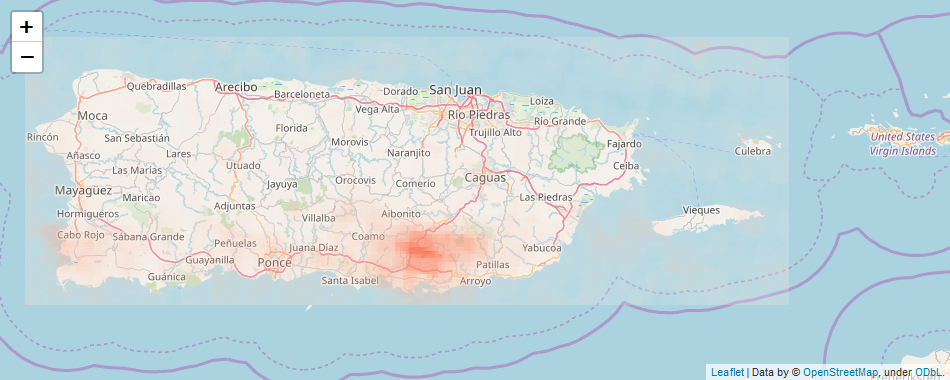 +
−
Quebradillas
Arecibo
Barceloneta
Dorado
San Juan
Loíza
Vega Alta
Río Piedras
Río Grande
Moca
Rincón
San Sebastián
Florida
Trujillo Alto
Morovis
Fajardo
United States
Virgin Islands
Culebra
Añasco
Lares
Naranjito
Utuado
Ceiba
Las Marías
Mayagüez
Maricao
Jayuya
Orocovis
Comerío
Caguas
Las Piedras
Adjuntas
Hormigueros
Villalba
Aibonito
Vieques
Cabo Rojo
Sábana Grande
Coamo
Peñuelas
Juana Díaz
Yabucoa
Guayanilla
Ponce
Patillas
Guánica
Santa Isabel
Arroyo
Leaflet | Data by © OpenStreetMap, under ODbL.